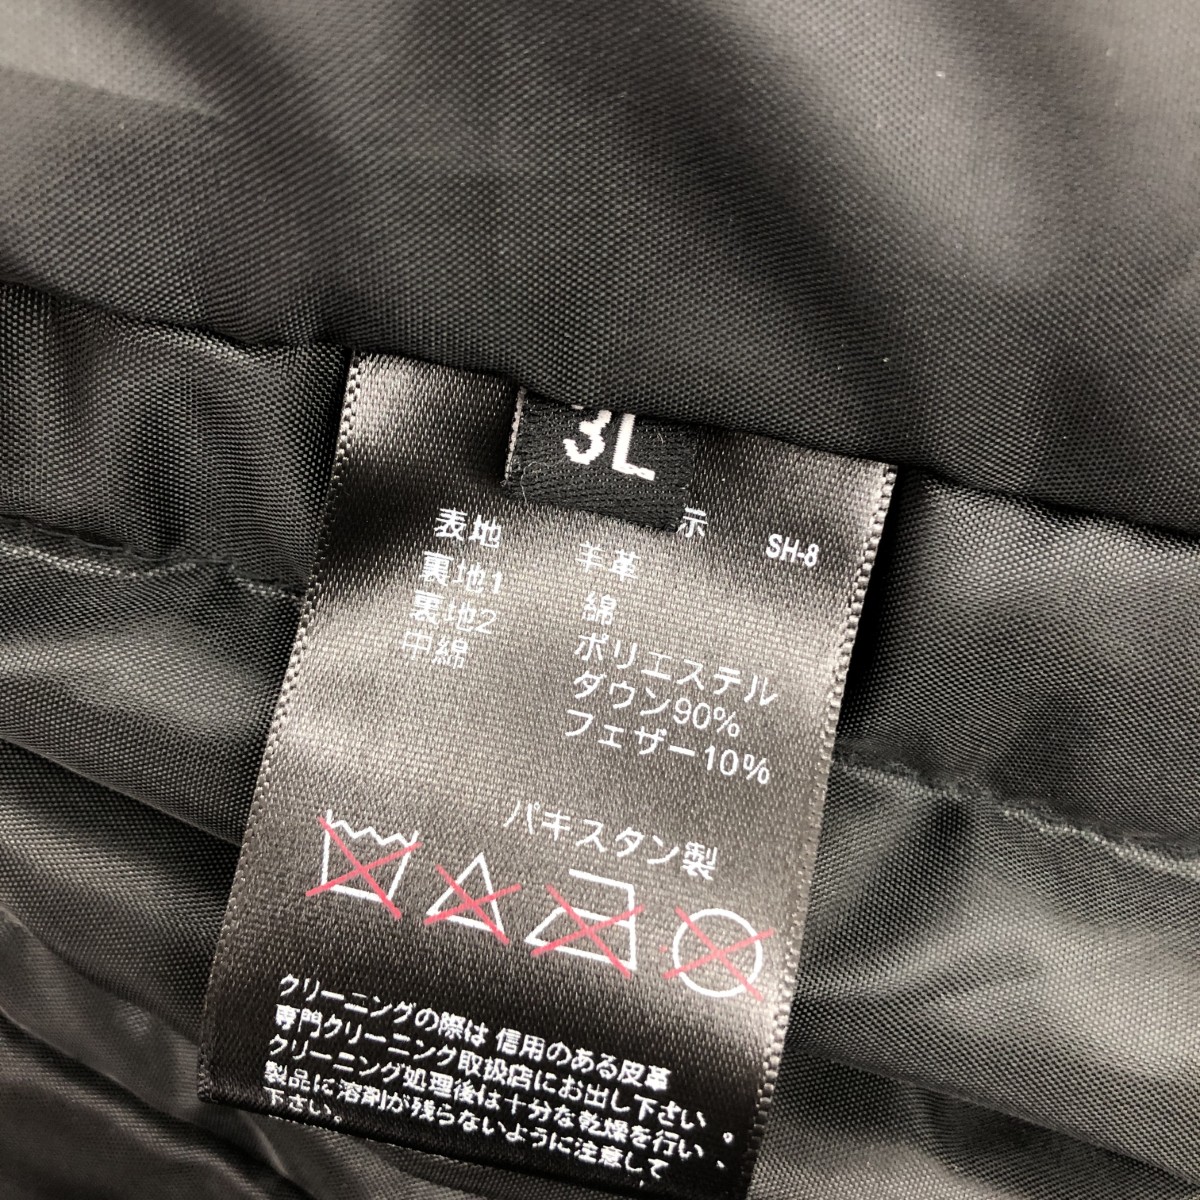 3L
示 SH-8
表地 羊革
裏地1 綿
裏地2 ポリエステル
中綿 ダウン90%
フェザー10%
パキスタン製
クリーニングの際は 信用のある皮革
専門クリーニング取扱店にお出し下さい。
クリーニング処理後は十分な乾燥を行い、
製品に溶剤が残らないように注意して
下さい。